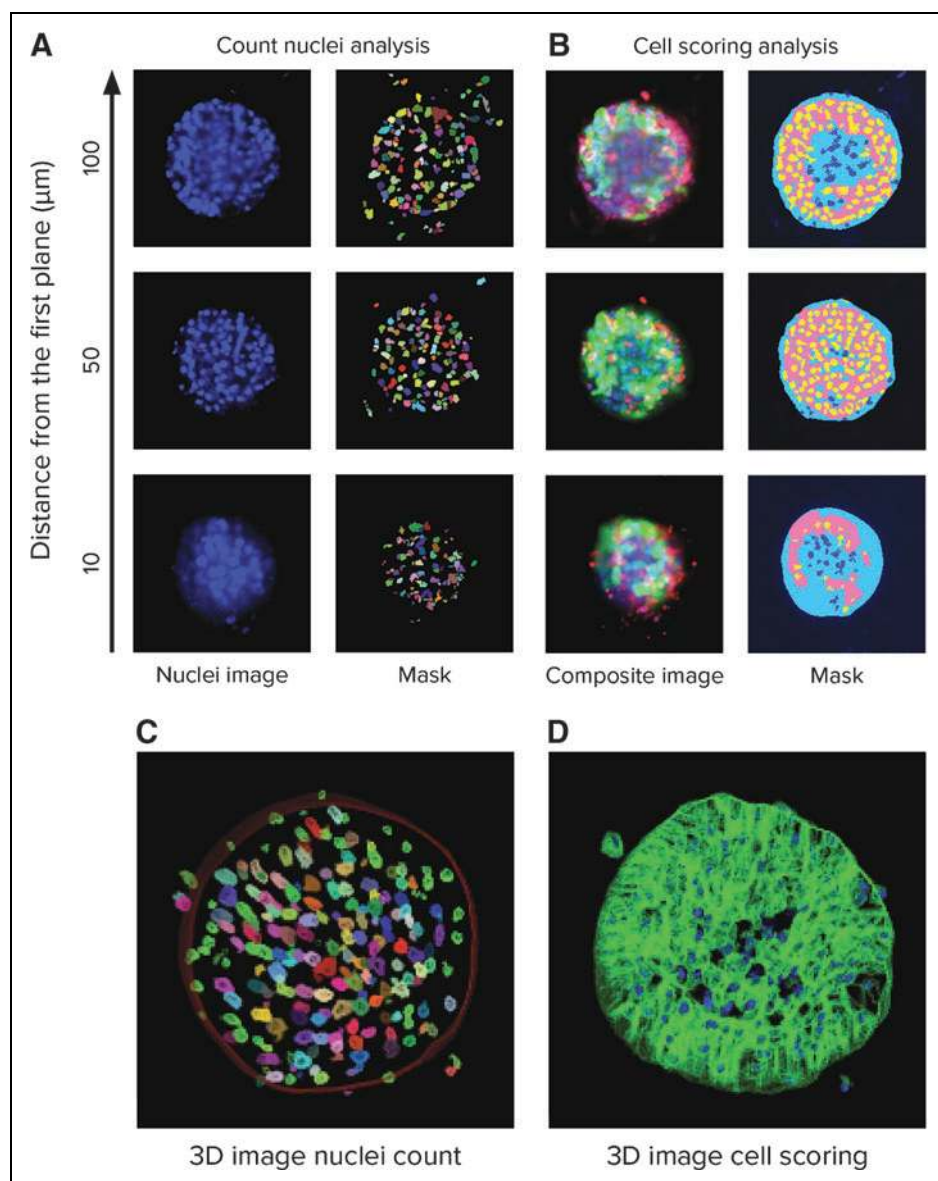 A
Count nuclei analysis
B
Cell scoring analysis
Distance from the first plane (µm)
100
50
10
Nuclei image
Mask
Composite image
Mask
C
D
3D image nuclei count
3D image cell scoring